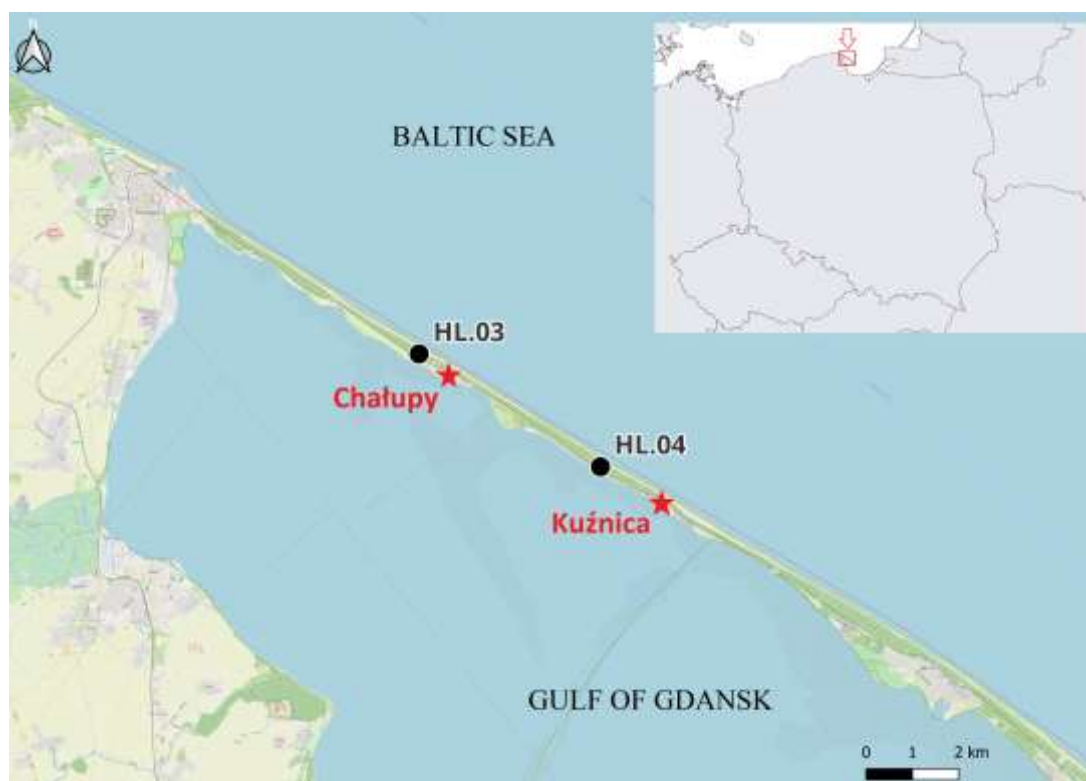 N
BALTIC SEA
HL.03
Chałupy
HL.04
Kuźnica
GULF OF GDANSK
0 1 2 km